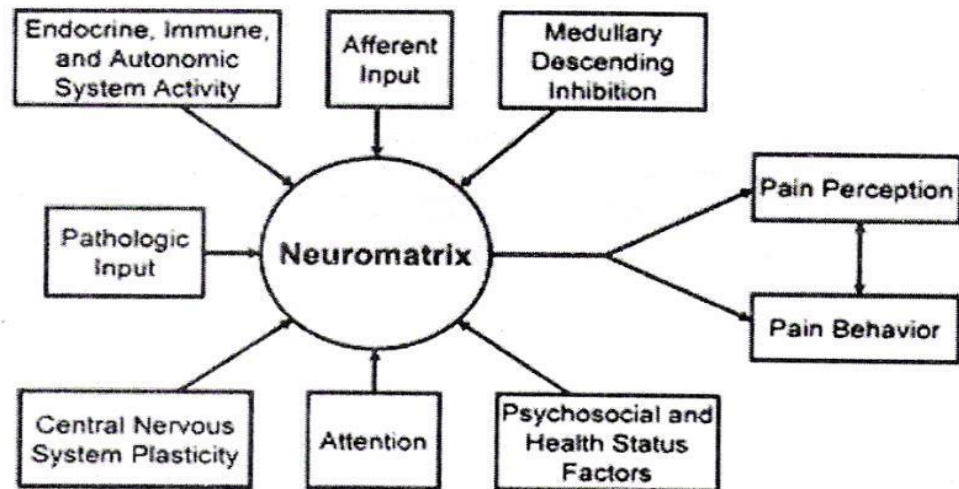 Endocrine, Immune,
and Autonomic
System Activity
Afferent
Input
Medullary
Descending
Inhibition
Pathologic
Input
Neuromatrix
Pain Perception
Pain Behavior
Central Nervous
System Plasticity
Attention
Psychosocial and
Health Status
Factors